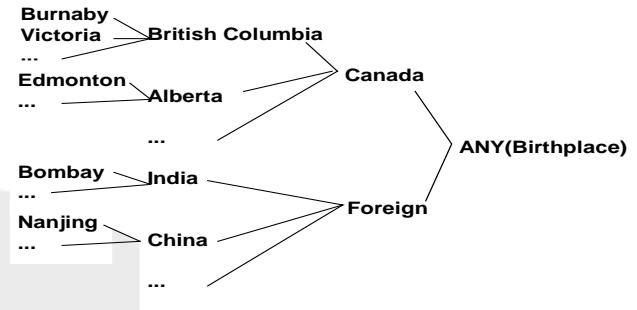 Burnaby
Victoria
...
British Columbia
Edmonton
...
Alberta
...
Canada
ANY(Birthplace)
Bombay
...
India
Foreign
Nanjing
...
China
...